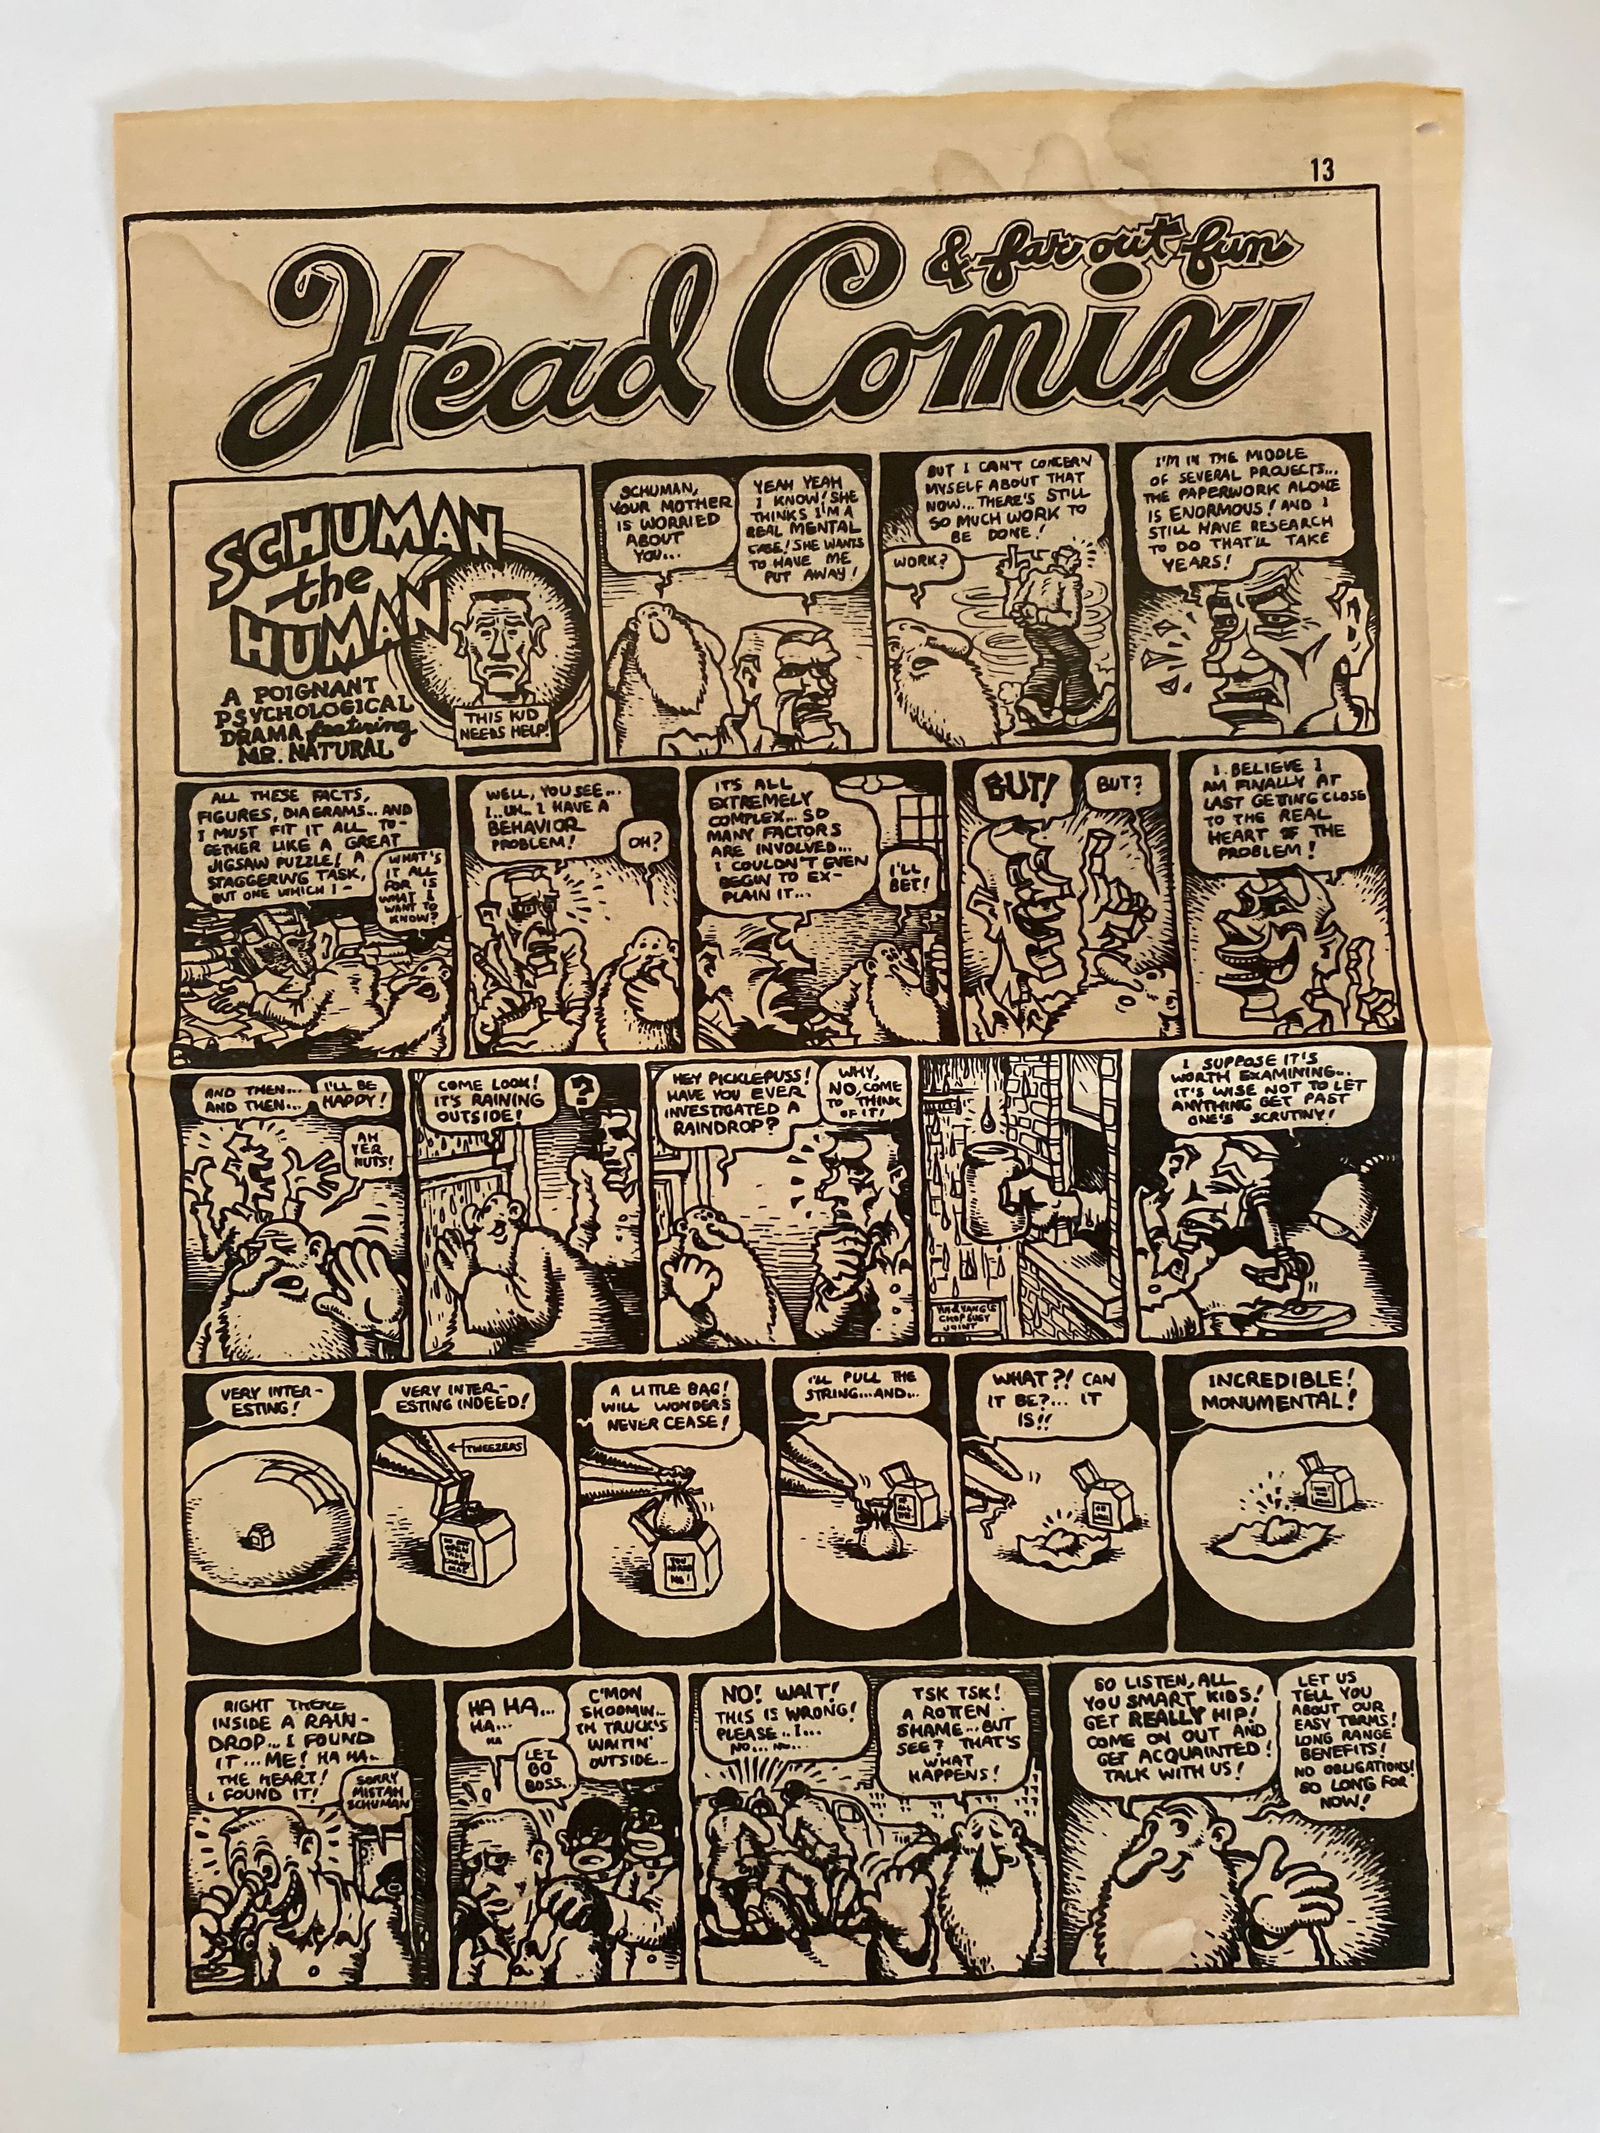 13
Head Comix
& far out fun
SCHUMAN
the
HUMAN
A POIGNANT
PSYCHOLOGICAL
DRAMA featuring
MR. NATURAL
THIS KID
NEEDS HELP!
SCHUMAN,
YOUR MOTHER
IS WORRIED
ABOUT
YOU...
YEAH YEAH
I KNOW! SHE
THINKS I'M A
REAL MENTAL
CASE! SHE WANTS
TO HAVE ME
PUT AWAY!
BUT I CAN'T CONCERN
MYSELF ABOUT THAT
NOW... THERE'S STILL
SO MUCH WORK TO
BE DONE!
WORK?
I'M IN THE MIDDLE
OF SEVERAL PROJECTS...
THE PAPERWORK ALONE
IS ENORMOUS! AND I
STILL HAVE RESEARCH
TO DO THAT'LL TAKE
YEARS!
ALL THESE FACTS,
FIGURES, DIAGRAMS... AND
I MUST FIT IT ALL TO-
GETHER LIKE A GREAT
JIGSAW PUZZLE! A
STAGGERING TASK,
BUT ONE WHICH I-
WHAT'S
IT ALL
FOR IS
WHAT I
WANT TO
KNOW?
WELL, YOU SEE...
I..UH.. I HAVE A
BEHAVIOR
PROBLEM!
OH?
IT'S ALL
EXTREMELY
COMPLEX... SO
MANY FACTORS
ARE INVOLVED...
I COULDN'T EVEN
BEGIN TO EX-
PLAIN IT...
I'LL
BET!
BUT!
BUT?
I BELIEVE I
AM FINALLY AT
LAST GETTING CLOSE
TO THE REAL
HEART OF THE
PROBLEM!
AND THEN...
AND THEN...
I'LL BE
HAPPY!
AH
YER
NUTS!
COME LOOK!
IT'S RAINING
OUTSIDE!
?
HEY PICKLEPUSS!
HAVE YOU EVER
INVESTIGATED A
RAINDROP?
WHY,
NO, COME
TO THINK
OF IT!
YIN & YANG'S
CHOP SUEY
JOINT
I SUPPOSE IT'S
WORTH EXAMINING...
IT'S WISE NOT TO LET
ANYTHING GET PAST
ONE'S SCRUTINY!
VERY INTER-
ESTING!
VERY INTER-
ESTING INDEED!
TWEEZERS
DO NOT
OPEN
TILL
A LITTLE BAG!
WILL WONDERS
NEVER CEASE!
YOU
HEARD
ME!
I'LL PULL THE
STRING...AND...
WHAT?! CAN
IT BE?... IT
IS!!
INCREDIBLE!
MONUMENTAL!
RIGHT THERE
INSIDE A RAIN-
DROP... I FOUND
IT... ME! HA HA..
THE HEART!
I FOUND IT!
SORRY
MISTAH
SCHUMAN
HA HA...
HA...
HA
LE'Z
GO
BOSS..
C'MON
SHOOMIN...
TH TRUCK'S
WAITIN'
OUTSIDE...
NO! WAIT!
THIS IS WRONG!
PLEASE..I...
NO... NO...
TSK TSK!
A ROTTEN
SHAME... BUT
SEE? THAT'S
WHAT
HAPPENS!
SO LISTEN, ALL
YOU SMART KIDS!
GET REALLY HIP!
COME ON OUT AND
GET ACQUAINTED!
TALK WITH US!
LET US
TELL YOU
ABOUT OUR
EASY TERMS!
LONG RANGE
BENEFITS!
NO OBLIGATIONS!
SO LONG FOR
NOW!